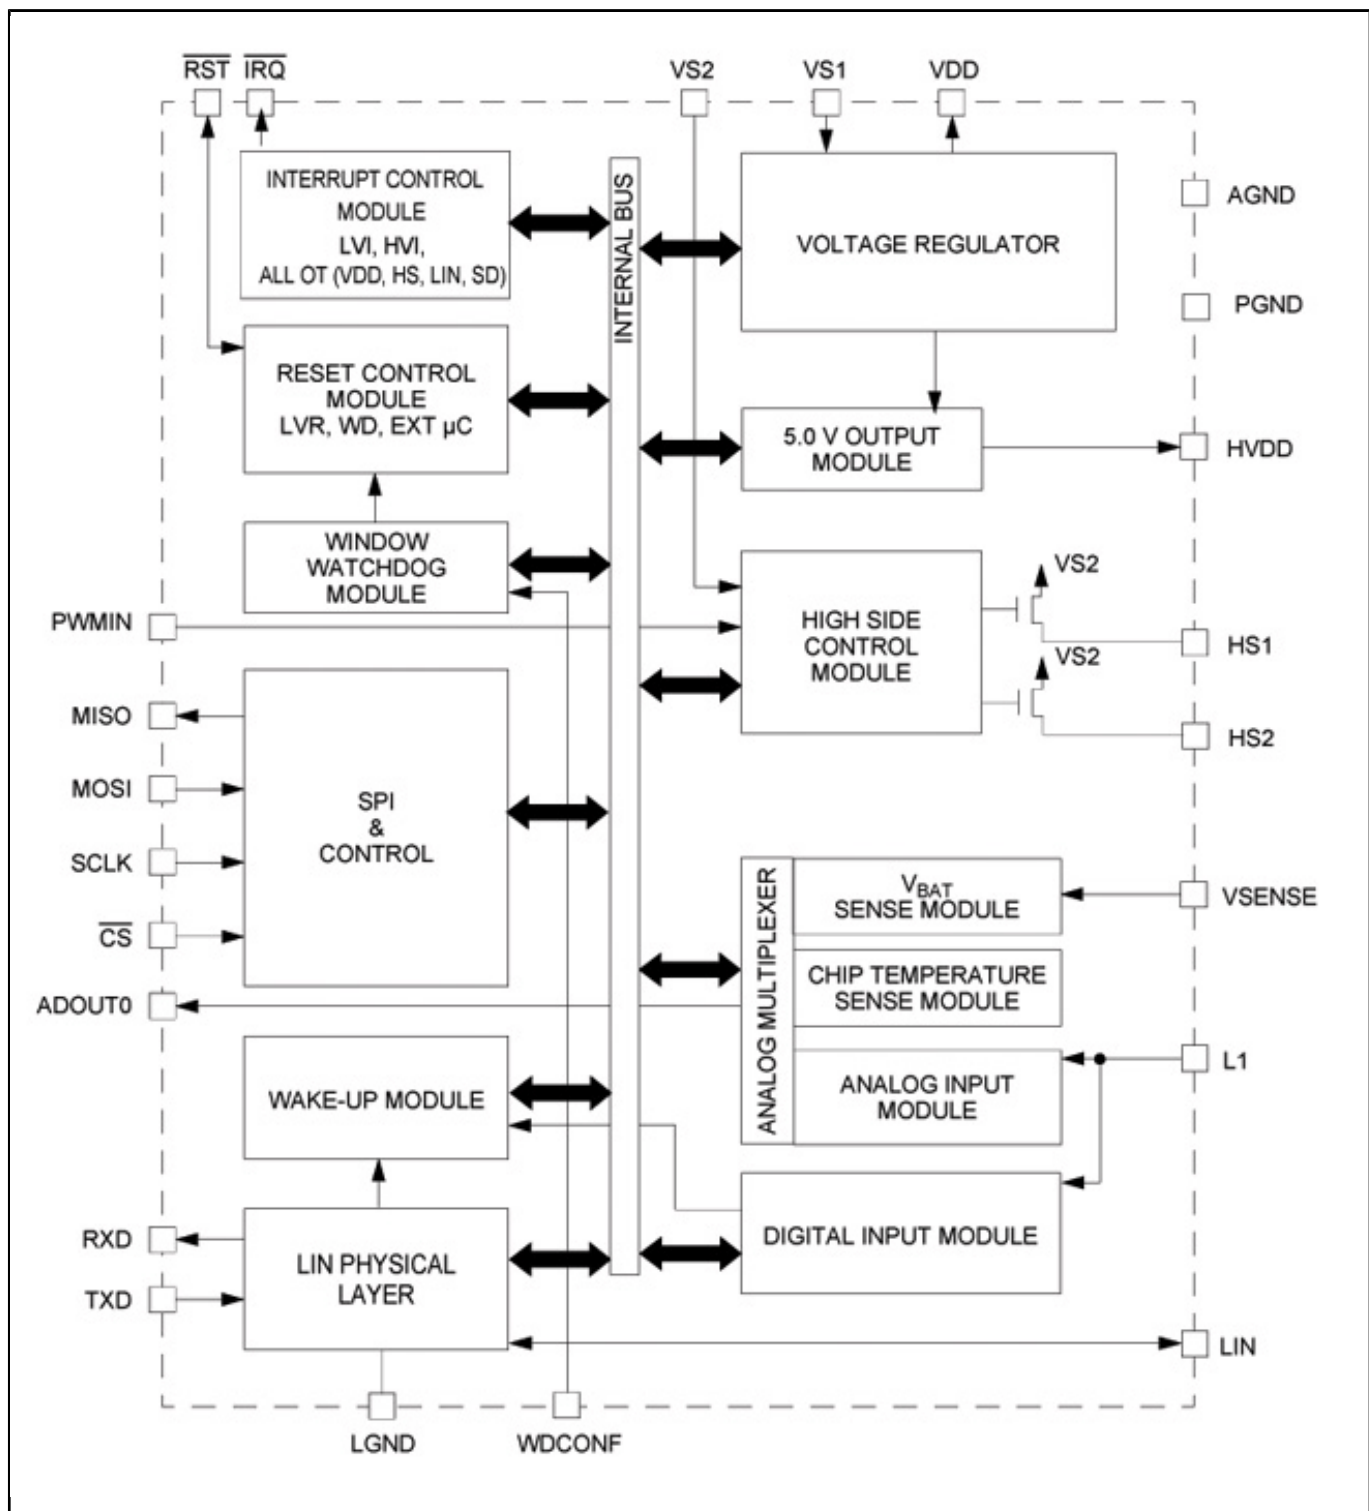 RST IRQ VS2 VS1 VDD
INTERRUPT CONTROL
MODULE
LVI, HVI,
ALL OT (VDD, HS, LIN, SD)
INTERNAL BUS
VOLTAGE REGULATOR
AGND
PGND
RESET CONTROL
MODULE
LVR, WD, EXT µC
5.0 V OUTPUT
MODULE
HVDD
WINDOW
WATCHDOG
MODULE
PWMIN
HIGH SIDE
CONTROL
MODULE
VS2
HS1
VS2
HS2
MISO
MOSI
SCLK
CS
SPI
&
CONTROL
ANALOG MULTIPLEXER
VBAT
SENSE MODULE
VSENSE
CHIP TEMPERATURE
SENSE MODULE
ADOUT0
ANALOG INPUT
MODULE
L1
WAKE-UP MODULE
DIGITAL INPUT MODULE
RXD
TXD
LIN PHYSICAL
LAYER
LIN
LGND
WDCONF